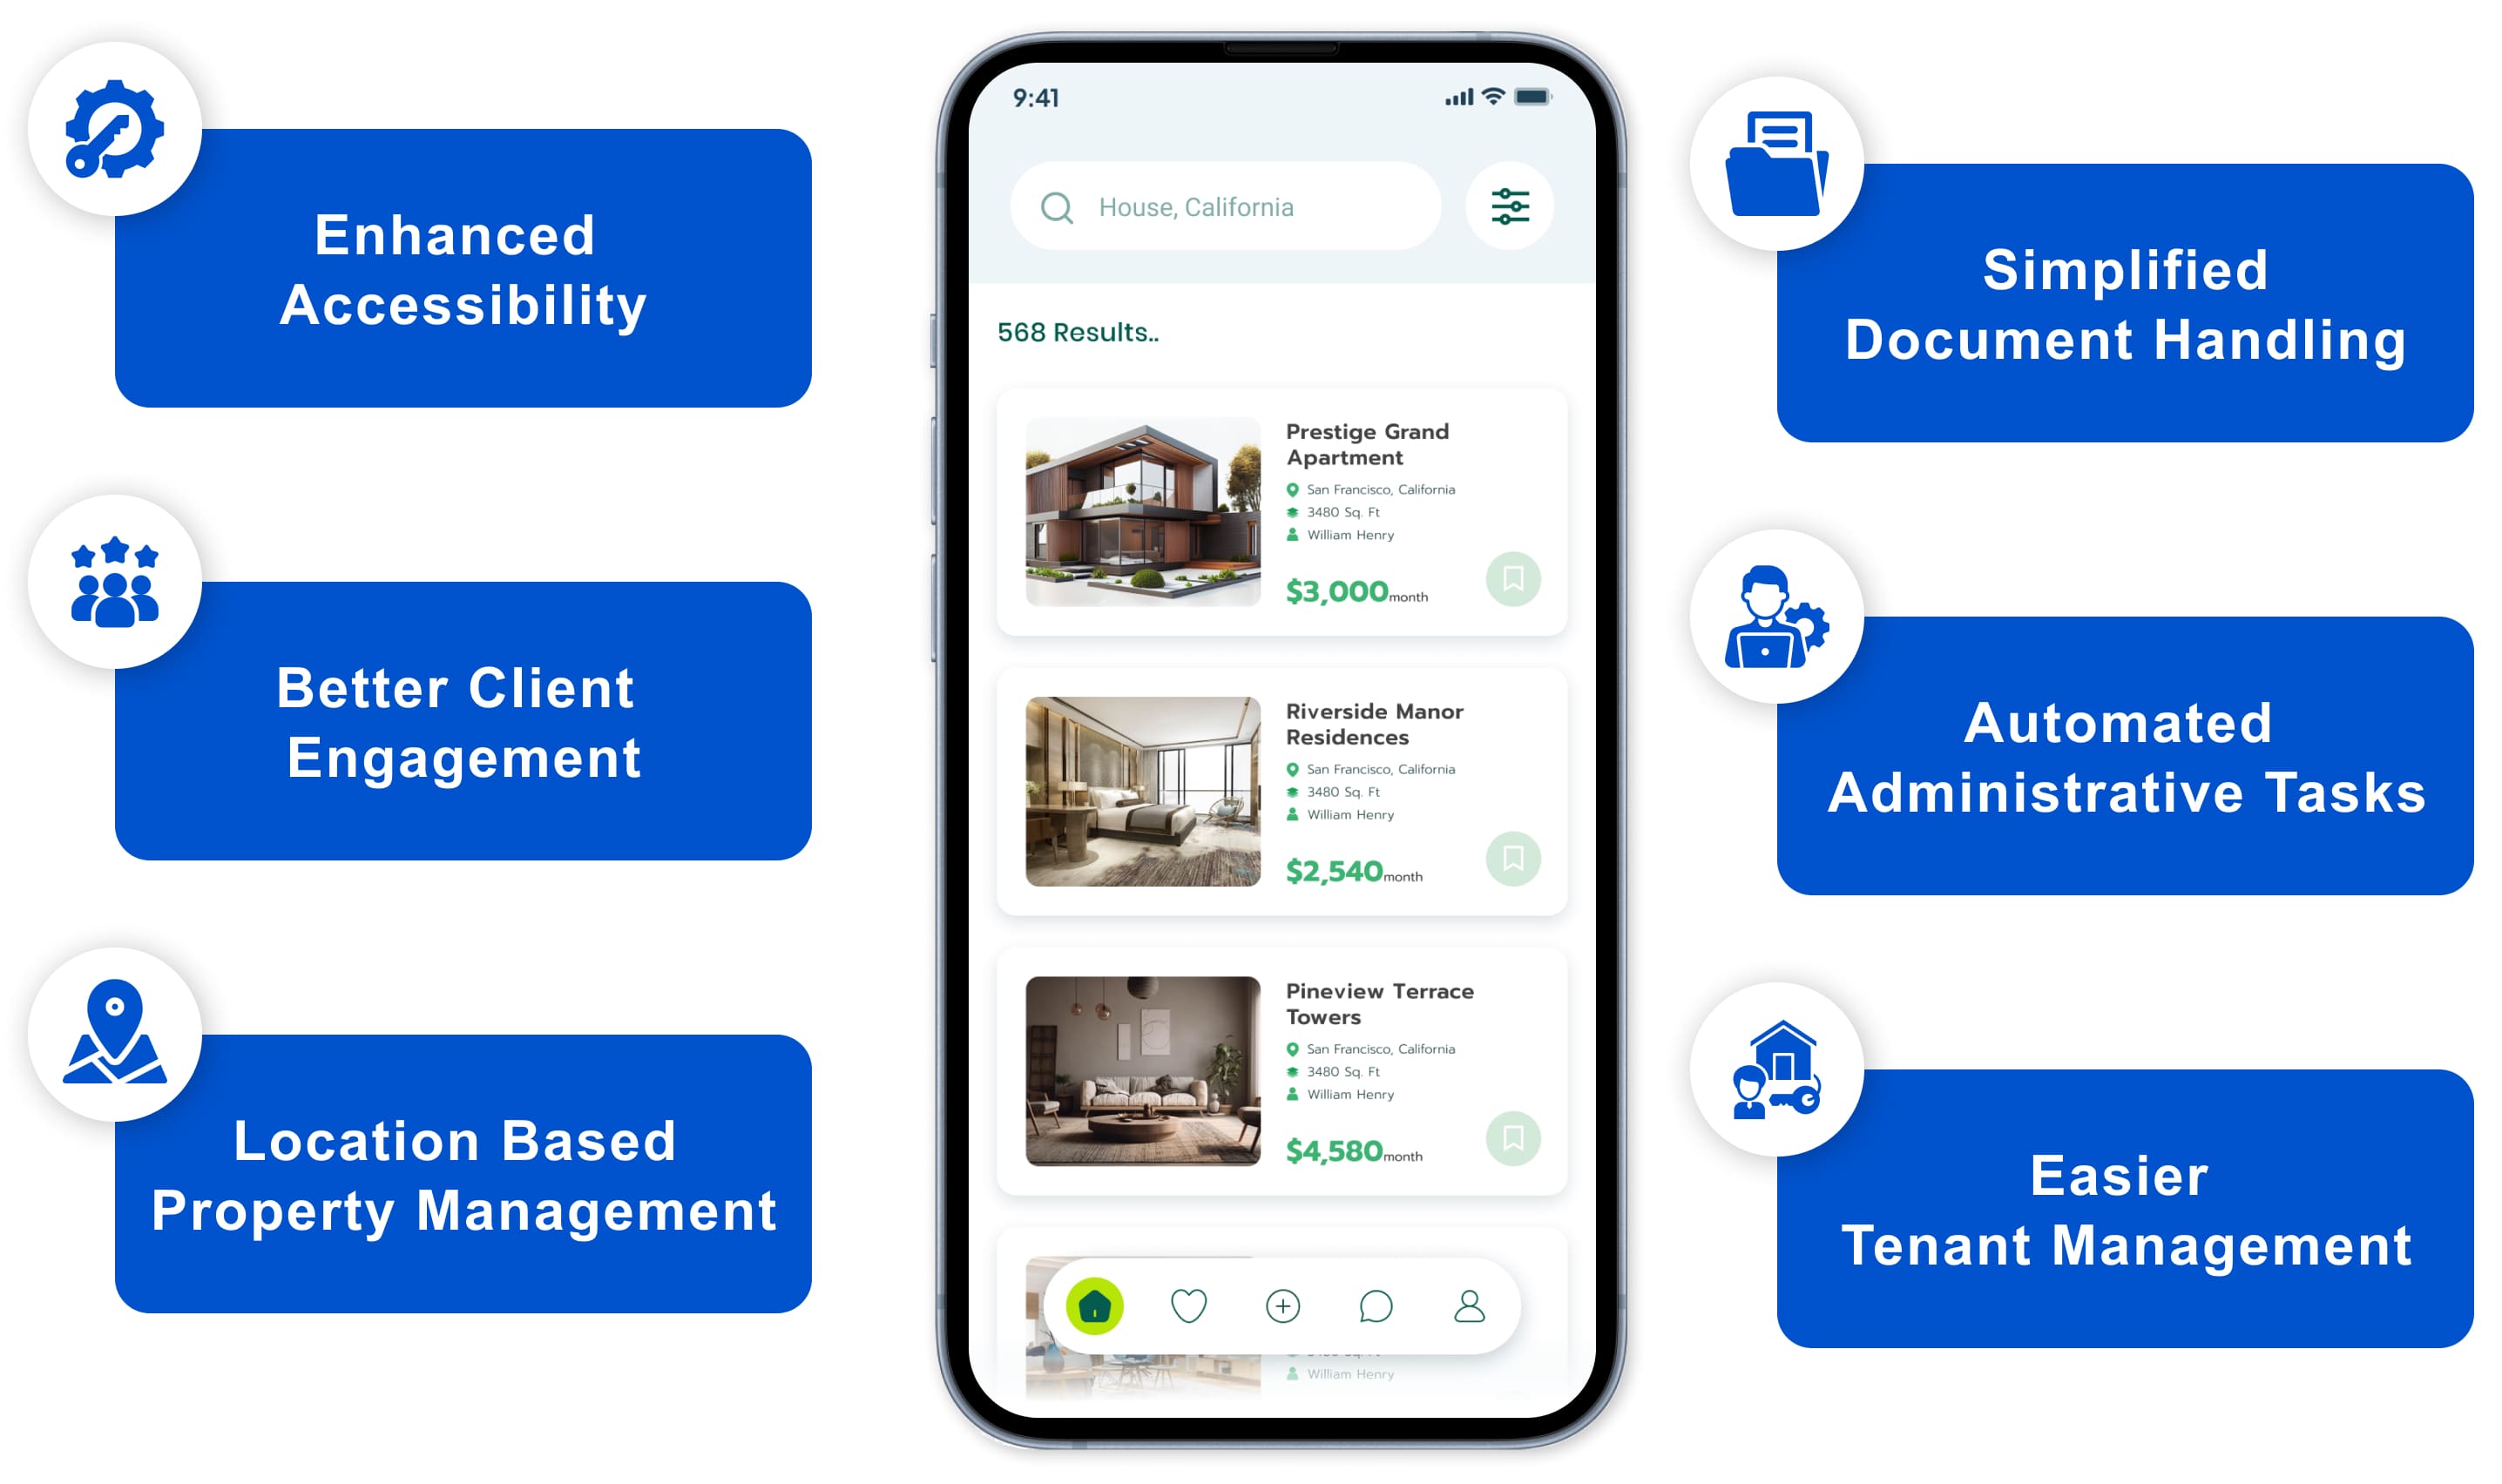 Enhanced
Accessibility
Better Client
Engagement
Location Based
Property Management
9:41
House, California
568 Results..
Prestige Grand
Apartment
San Francisco, California
3480 Sq. Ft
William Henry
$3,000month
Riverside Manor
Residences
San Francisco, California
3480 Sq. Ft
William Henry
$2,540month
Pineview Terrace
Towers
San Francisco, California
3480 Sq. Ft
William Henry
$4,580month
William Henry
Simplified
Document Handling
Automated
Administrative Tasks
Easier
Tenant Management